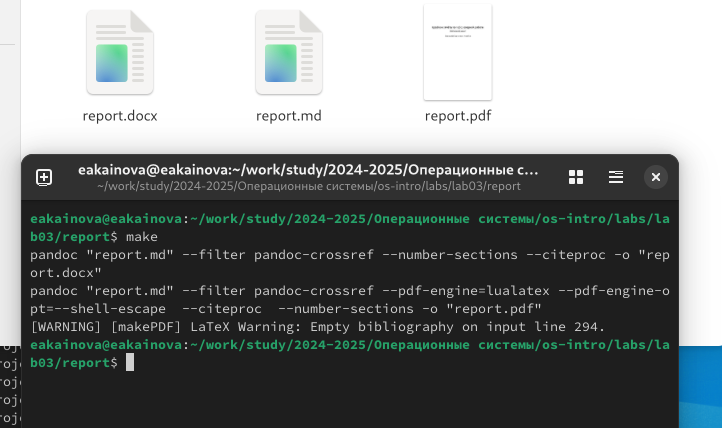 report.docx
report.md
report.pdf
eakainova@eakainova:~/work/study/2024-2025/Операционные с...
~/work/study/2024-2025/Операционные системы/os-intro/labs/lab03/report
eakainova@eakainova:~/work/study/2024-2025/Операционные системы/os-intro/labs/la
b03/report$ make
pandoc "report.md" --filter pandoc-crossref --number-sections --citeproc -o "rep
ort.docx"
pandoc "report.md" --filter pandoc-crossref --pdf-engine=lualatex --pdf-engine-o
pt=--shell-escape  --citeproc  --number-sections -o "report.pdf"
[WARNING] [makePDF] LaTeX Warning: Empty bibliography on input line 294.
eakainova@eakainova:~/work/study/2024-2025/Операционные системы/os-intro/labs/la
b03/report$